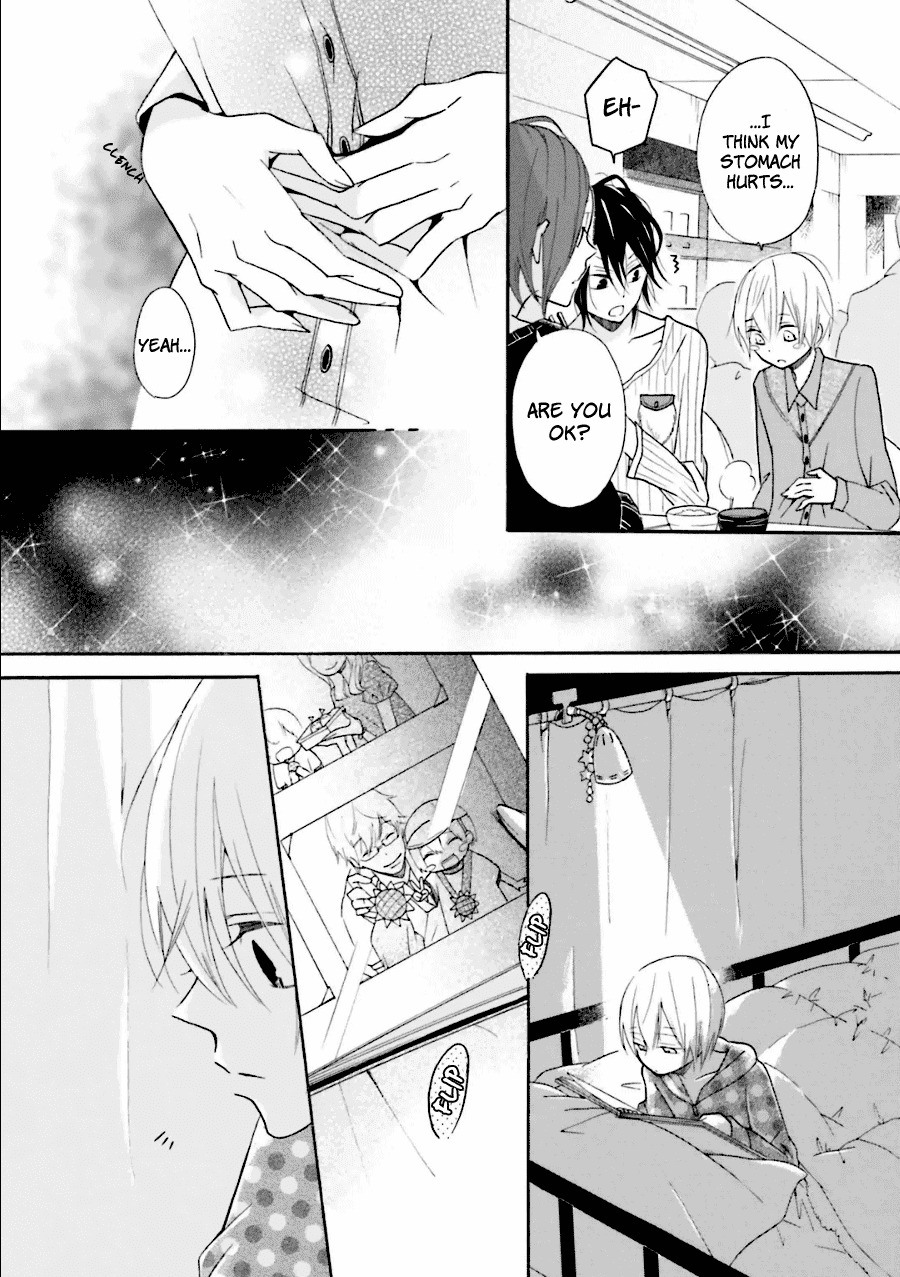 ...I
THINK MY
STOMACH
HURTS...
EH-
ARE YOU
OK?
CLENCH
YEAH...
FLIP
FLIP